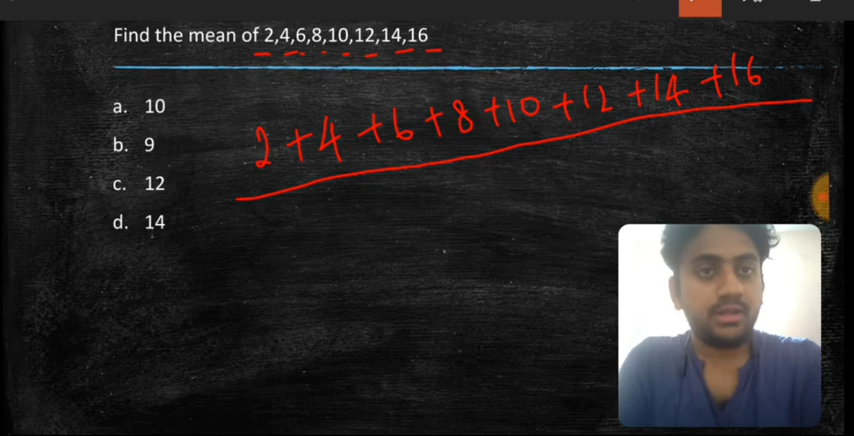 Find the mean of 2,4,6,8,10,12,14,16
2 + 4 + 6 + 8 + 10 + 12 + 14 + 16
a. 10
b. 9
c. 12
d. 14